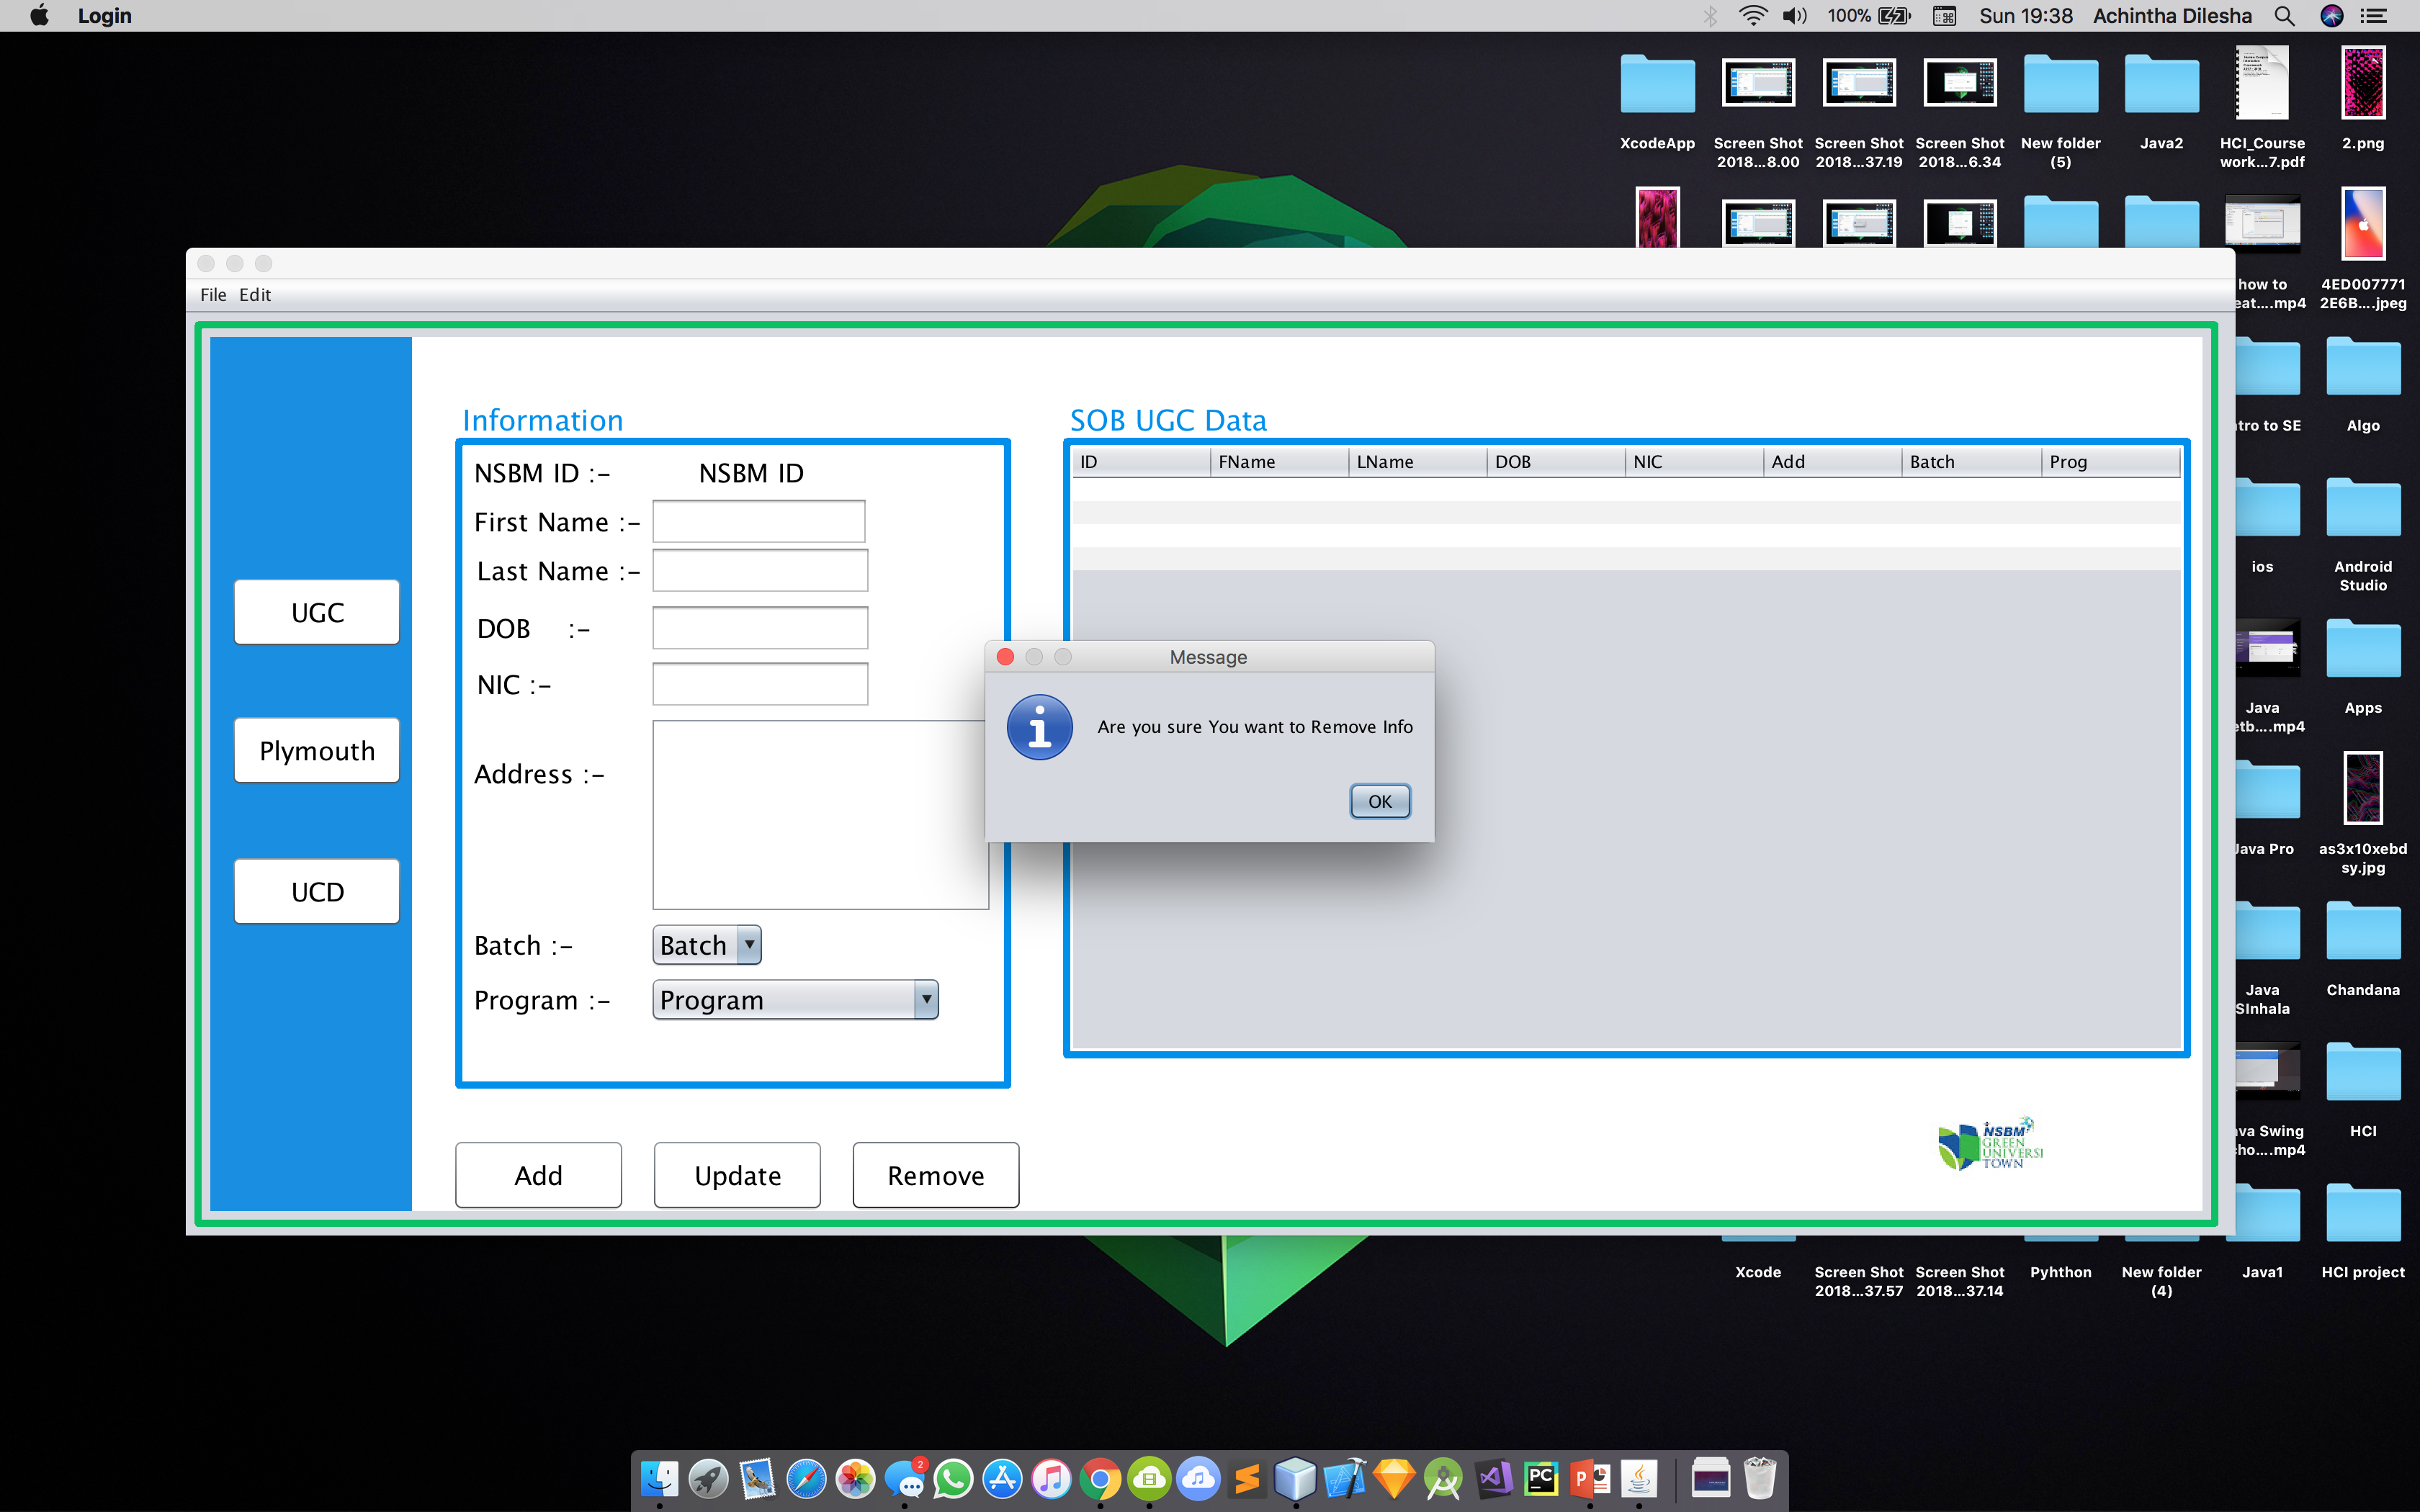 Login
100%
Sun 19:38
Achintha Dilesha
XcodeApp
Screen Shot
2018...8.00
Screen Shot
2018...37.19
Screen Shot
2018...6.34
New folder
(5)
Java2
HCI_Course
work...7.pdf
2.png
how to
eat....mp4
4ED007771
2E6B....jpeg
File Edit
Information
SOB UGC Data
NSBM ID :- NSBM ID
First Name :-
Last Name :-
DOB :-
NIC :-
Address :-
Batch :- Batch
Program :- Program
ID FName LName DOB NIC Add Batch Prog
UGC
Plymouth
UCD
Message
Are you sure You want to Remove Info
OK
Add
Update
Remove
NSBM
GREEN
UNIVERSI
TOWN
tro to SE
Algo
ios
Android
Studio
Java
etb....mp4
Apps
Java Pro
as3x10xebd
sy.jpg
Java
SInhala
Chandana
va Swing
ho....mp4
HCI
Xcode
Screen Shot
2018...37.57
Screen Shot
2018...37.14
Pyhthon
New folder
(4)
Java1
HCI project
2
PC
P